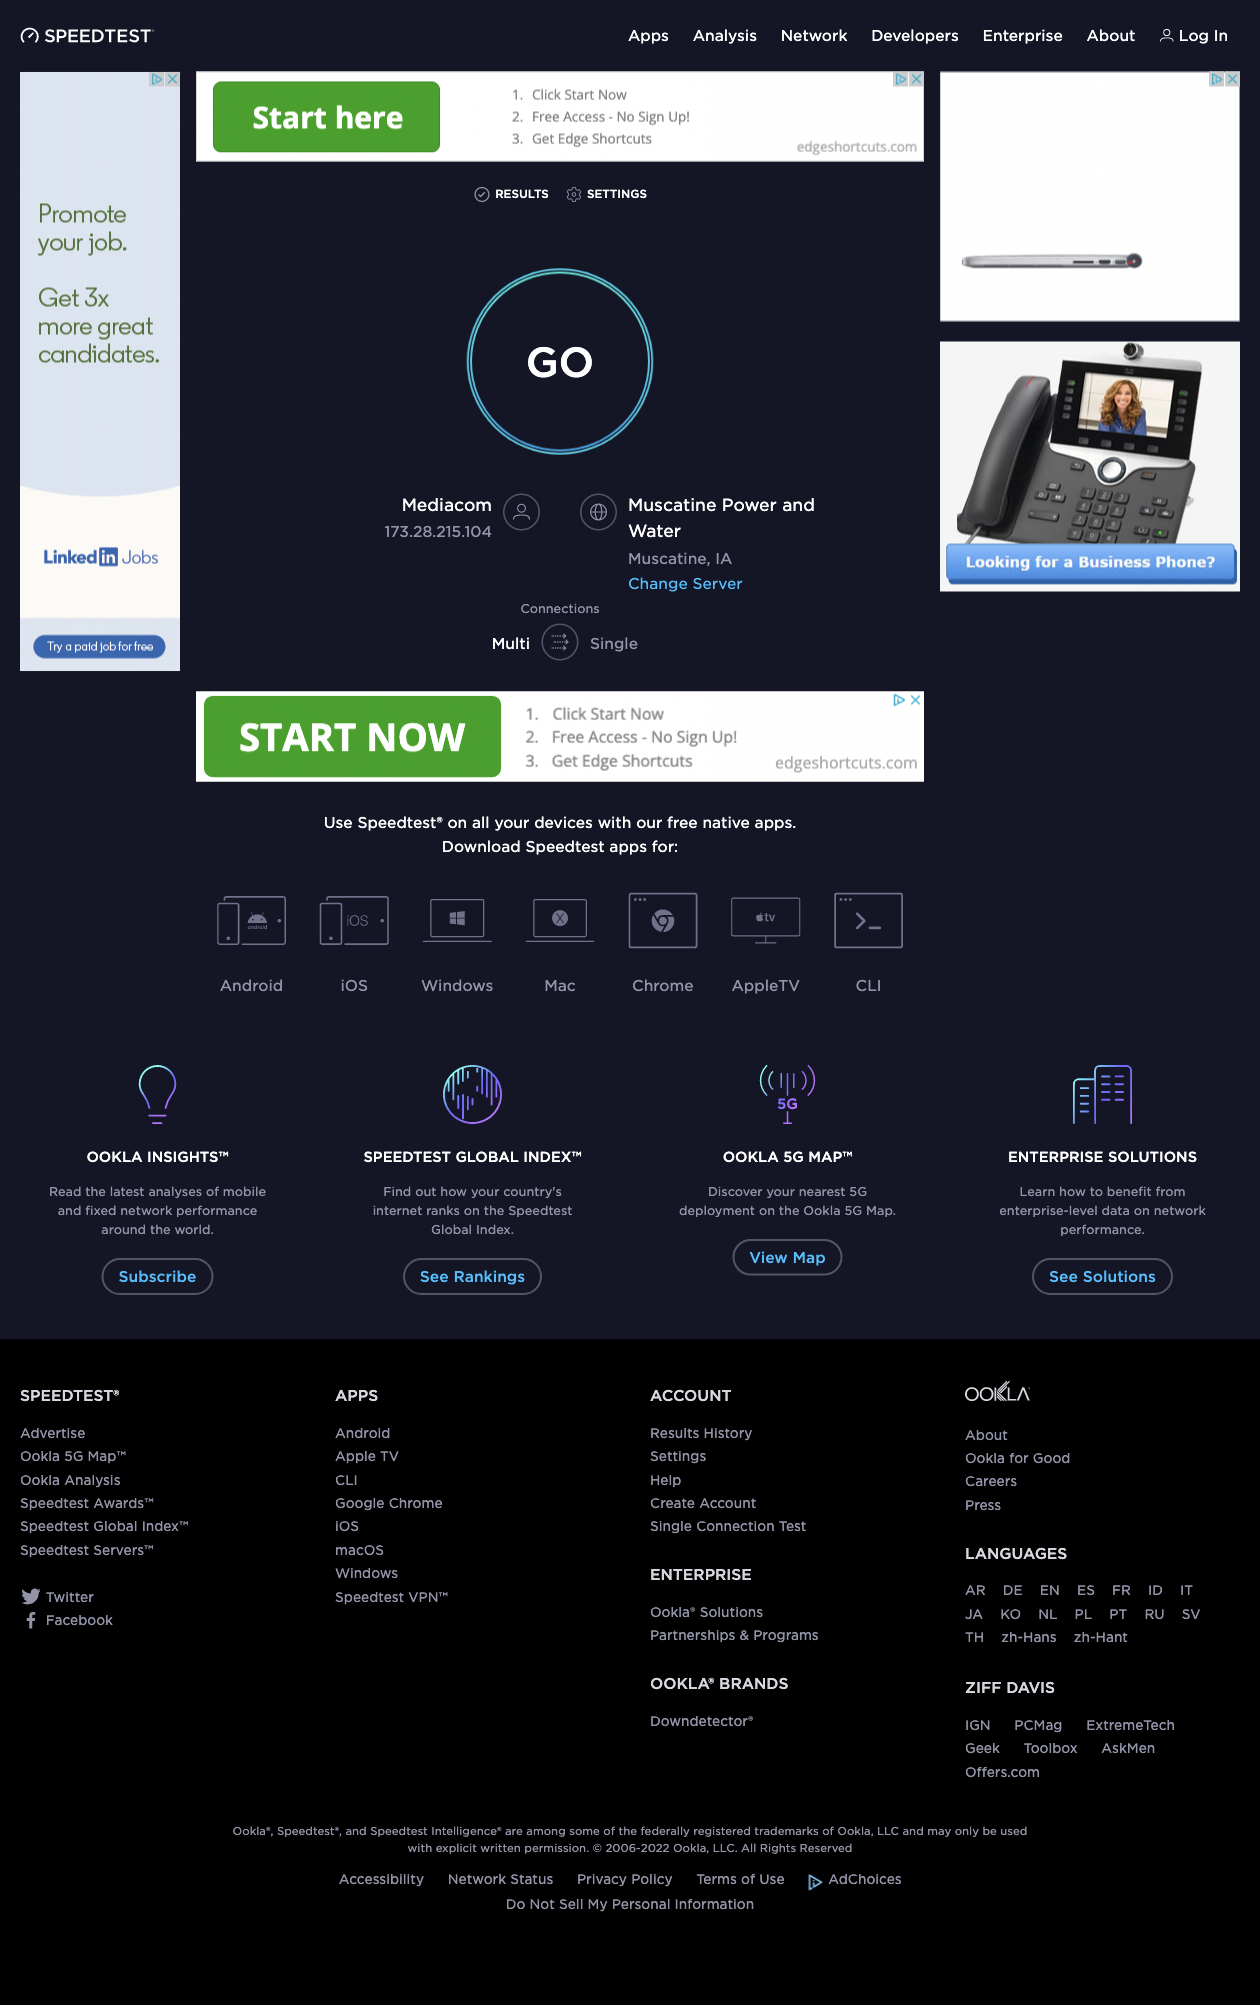 SPEEDTEST
Apps Analysis Network Developers Enterprise About Log In
Promote
your job.
Get 3x
more great
candidates.
LinkedIn Jobs
Try a paid job for free
Start here
1. Click Start Now
2. Free Access - No Sign Up!
3. Get Edge Shortcuts
edgeshortcuts.com
RESULTS SETTINGS
GO
Mediacom
173.28.215.104
Muscatine Power and
Water
Muscatine, IA
Change Server
Connections
Multi Single
Looking for a Business Phone?
START NOW
1. Click Start Now
2. Free Access - No Sign Up!
3. Get Edge Shortcuts
edgeshortcuts.com
Use Speedtest® on all your devices with our free native apps.
Download Speedtest apps for:
android iOS X tv
Android iOS Windows Mac Chrome AppleTV CLI
5G
OOKLA INSIGHTS™
Read the latest analyses of mobile
and fixed network performance
around the world.
Subscribe
SPEEDTEST GLOBAL INDEX™
Find out how your country's
internet ranks on the Speedtest
Global Index.
See Rankings
OOKLA 5G MAP™
Discover your nearest 5G
deployment on the Ookla 5G Map.
View Map
ENTERPRISE SOLUTIONS
Learn how to benefit from
enterprise-level data on network
performance.
See Solutions
SPEEDTEST®
Advertise
Ookla 5G Map™
Ookla Analysis
Speedtest Awards™
Speedtest Global Index™
Speedtest Servers™
Twitter
Facebook
APPS
Android
Apple TV
CLI
Google Chrome
iOS
macOS
Windows
Speedtest VPN™
ACCOUNT
Results History
Settings
Help
Create Account
Single Connection Test
ENTERPRISE
Ookla® Solutions
Partnerships & Programs
OOKLA® BRANDS
Downdetector®
OOKLA
About
Ookla for Good
Careers
Press
LANGUAGES
AR DE EN ES FR ID IT
JA KO NL PL PT RU SV
TH zh-Hans zh-Hant
ZIFF DAVIS
IGN PCMag ExtremeTech
Geek Toolbox AskMen
Offers.com
Ookla®, Speedtest®, and Speedtest Intelligence® are among some of the federally registered trademarks of Ookla, LLC and may only be used
with explicit written permission. © 2006-2022 Ookla, LLC. All Rights Reserved
Accessibility Network Status Privacy Policy Terms of Use AdChoices
Do Not Sell My Personal Information